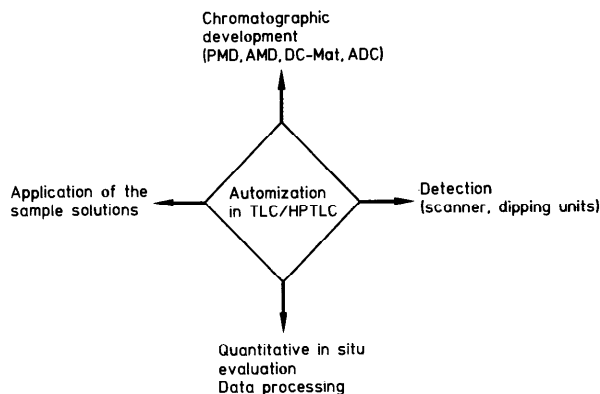 Chromatographic
development
(PMD, AMD, DC-Mat, ADC)
Application of the
sample solutions
Automization
in TLC/HPTLC
Detection
(scanner, dipping units)
Quantitative in situ
evaluation
Data processing